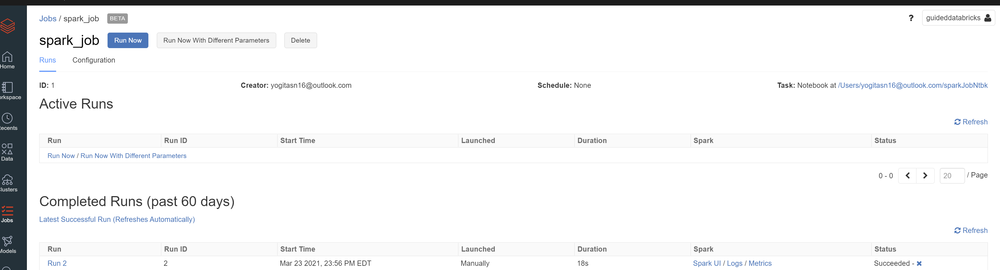 Jobs / spark_job BETA
? guideddatabricks
spark_job Run Now Run Now With Different Parameters Delete
Runs Configuration
ID: 1 Creator: yogitasn16@outlook.com Schedule: None Task: Notebook at /Users/yogitasn16@outlook.com/sparkJobNtbk
Active Runs
Refresh
Run Run ID Start Time Launched Duration Spark Status
Run Now / Run Now With Different Parameters
0 - 0 20 / Page
Completed Runs (past 60 days)
Latest Successful Run (Refreshes Automatically)
Refresh
Run Run ID Start Time Launched Duration Spark Status
Run 2 2 Mar 23 2021, 23:56 PM EDT Manually 18s Spark UI / Logs / Metrics Succeeded -
Home
orkspace
ecents
Data
lusters
Jobs
Models